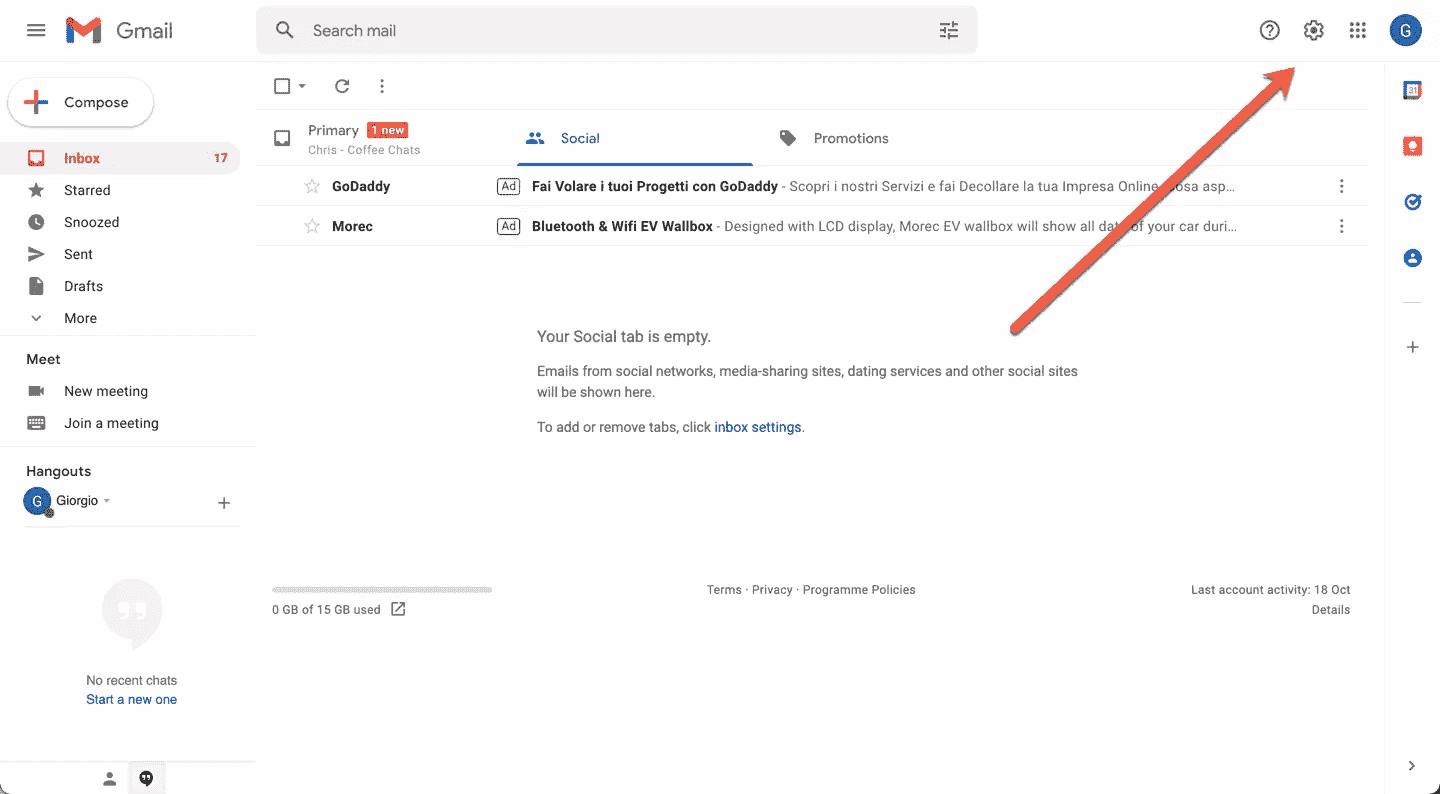 Gmail
Search mail
G
Compose
Primary 1 new
Chris - Coffee Chats
Social
Promotions
Inbox 17
Starred
Snoozed
Sent
Drafts
More
GoDaddy Ad Fai Volare i tuoi Progetti con GoDaddy - Scopri i nostri Servizi e fai Decollare la tua Impresa Online. asp…
Morec Ad Bluetooth & Wifi EV Wallbox - Designed with LCD display, Morec EV wallbox will show all of your car duri…
31
Your Social tab is empty.
Emails from social networks, media-sharing sites, dating services and other social sites
will be shown here.
To add or remove tabs, click inbox settings.
Meet
New meeting
Join a meeting
Hangouts
G Giorgio
No recent chats
Start a new one
0 GB of 15 GB used
Terms · Privacy · Programme Policies
Last account activity: 18 Oct
Details